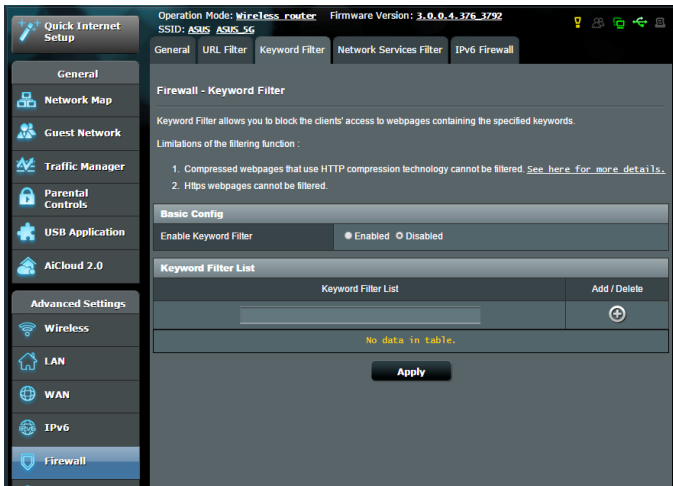 Quick Internet
Setup
Operation Mode: Wireless router Firmware Version: 3.0.0.4.376_3792
SSID: ASUS ASUS_5G
General URL Filter Keyword Filter Network Services Filter IPv6 Firewall
General
Network Map
Guest Network
Traffic Manager
Parental
Controls
USB Application
AiCloud 2.0
Advanced Settings
Wireless
LAN
WAN
IPv6
Firewall
Firewall - Keyword Filter
Keyword Filter allows you to block the clients' access to webpages containing the specified keywords.
Limitations of the filtering function :
1. Compressed webpages that use HTTP compression technology cannot be filtered. See here for more details.
2. Https webpages cannot be filtered.
Basic Config
Enable Keyword Filter Enabled Disabled
Keyword Filter List
Keyword Filter List Add / Delete
No data in table.
Apply